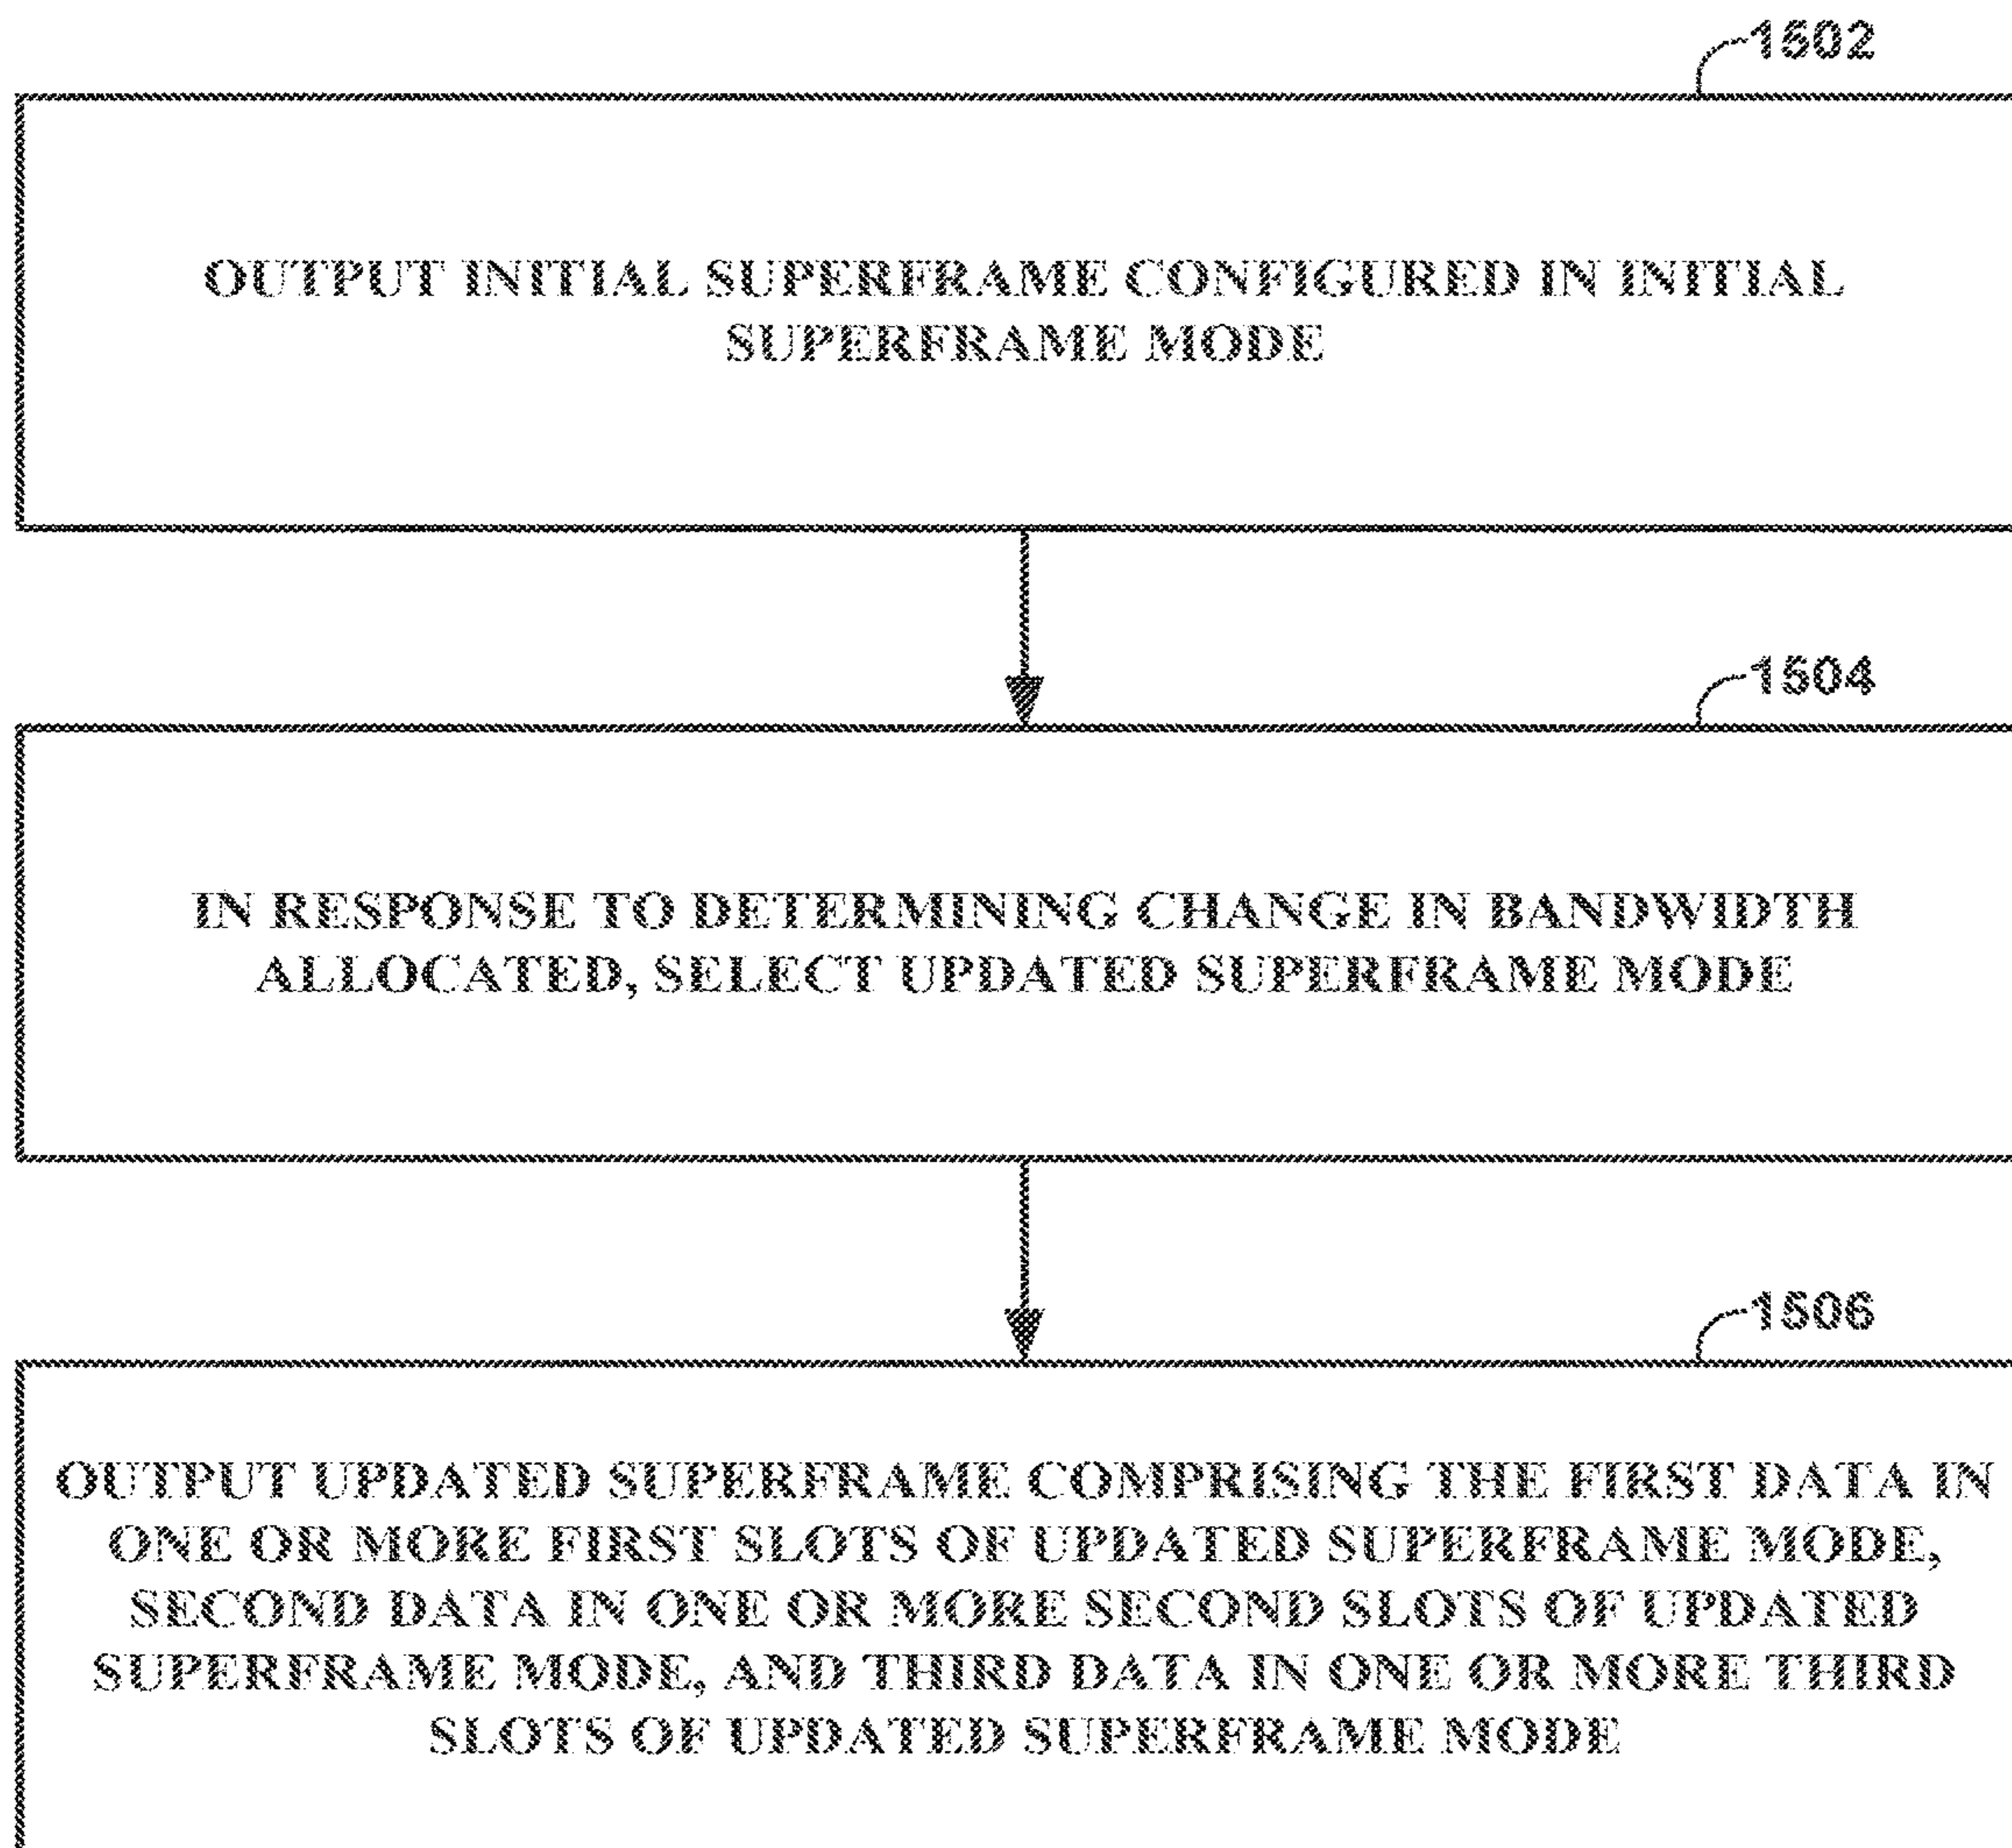 1502
OUTPUT INITIAL SUPERFRAME CONFIGURED IN INITIAL
SUPERFRAME MODE
1504
IN RESPONSE TO DETERMINING CHANGE IN BANDWIDTH
ALLOCATED, SELECT UPDATED SUPERFRAME MODE
1506
OUTPUT UPDATED SUPERFRAME COMPRISING THE FIRST DATA IN
ONE OR MORE FIRST SLOTS OF UPDATED SUPERFRAME MODE,
SECOND DATA IN ONE OR MORE SECOND SLOTS OF UPDATED
SUPERFRAME MODE, AND THIRD DATA IN ONE OR MORE THIRD
SLOTS OF UPDATED SUPERFRAME MODE